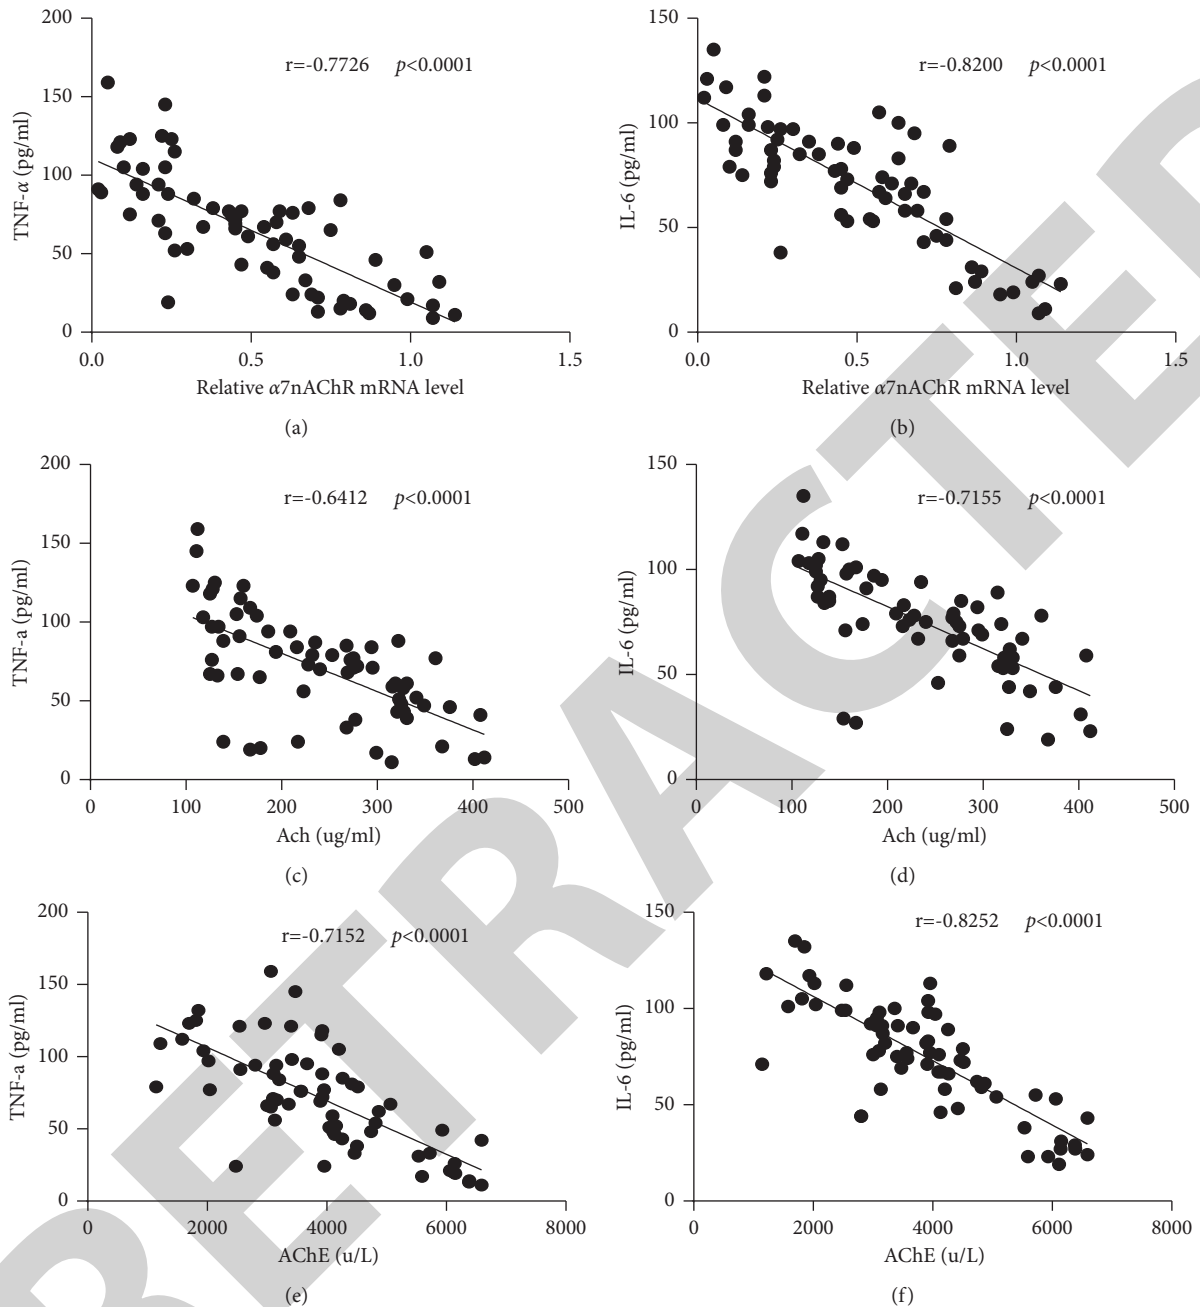 200
150
100
50
0
TNF-α (pg/ml)
r=-0.7726 p<0.0001
0.0 0.5 1.0 1.5
Relative α7nAChR mRNA level
(a)
150
100
50
0
IL-6 (pg/ml)
r=-0.8200 p<0.0001
0.0 0.5 1.0 1.5
Relative α7nAChR mRNA level
(b)
200
150
100
50
0
TNF-a (pg/ml)
r=-0.6412 p<0.0001
0 100 200 300 400 500
Ach (ug/ml)
(c)
150
100
50
0
IL-6 (pg/ml)
r=-0.7155 p<0.0001
0 100 200 300 400 500
Ach (ug/ml)
(d)
200
150
100
50
0
TNF-a (pg/ml)
r=-0.7152 p<0.0001
0 2000 4000 6000 8000
AChE (u/L)
(e)
150
100
50
0
IL-6 (pg/ml)
r=-0.8252 p<0.0001
0 2000 4000 6000 8000
AChE (u/L)
(f)
RETRACTED